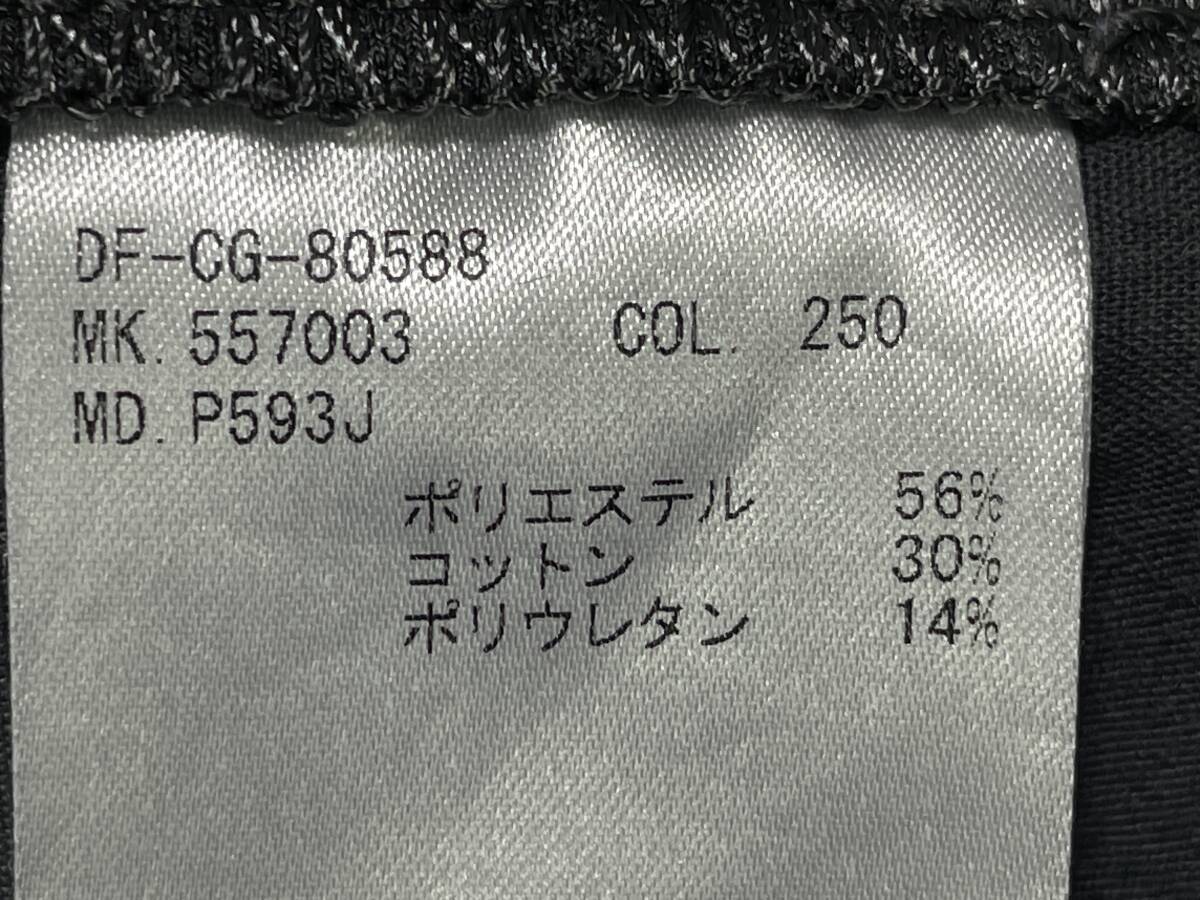 DF-CG-80588
MK. 557003 COL. 250
MD. P593J
ポリエステル 56%
コットン 30%
ポリウレタン 14%